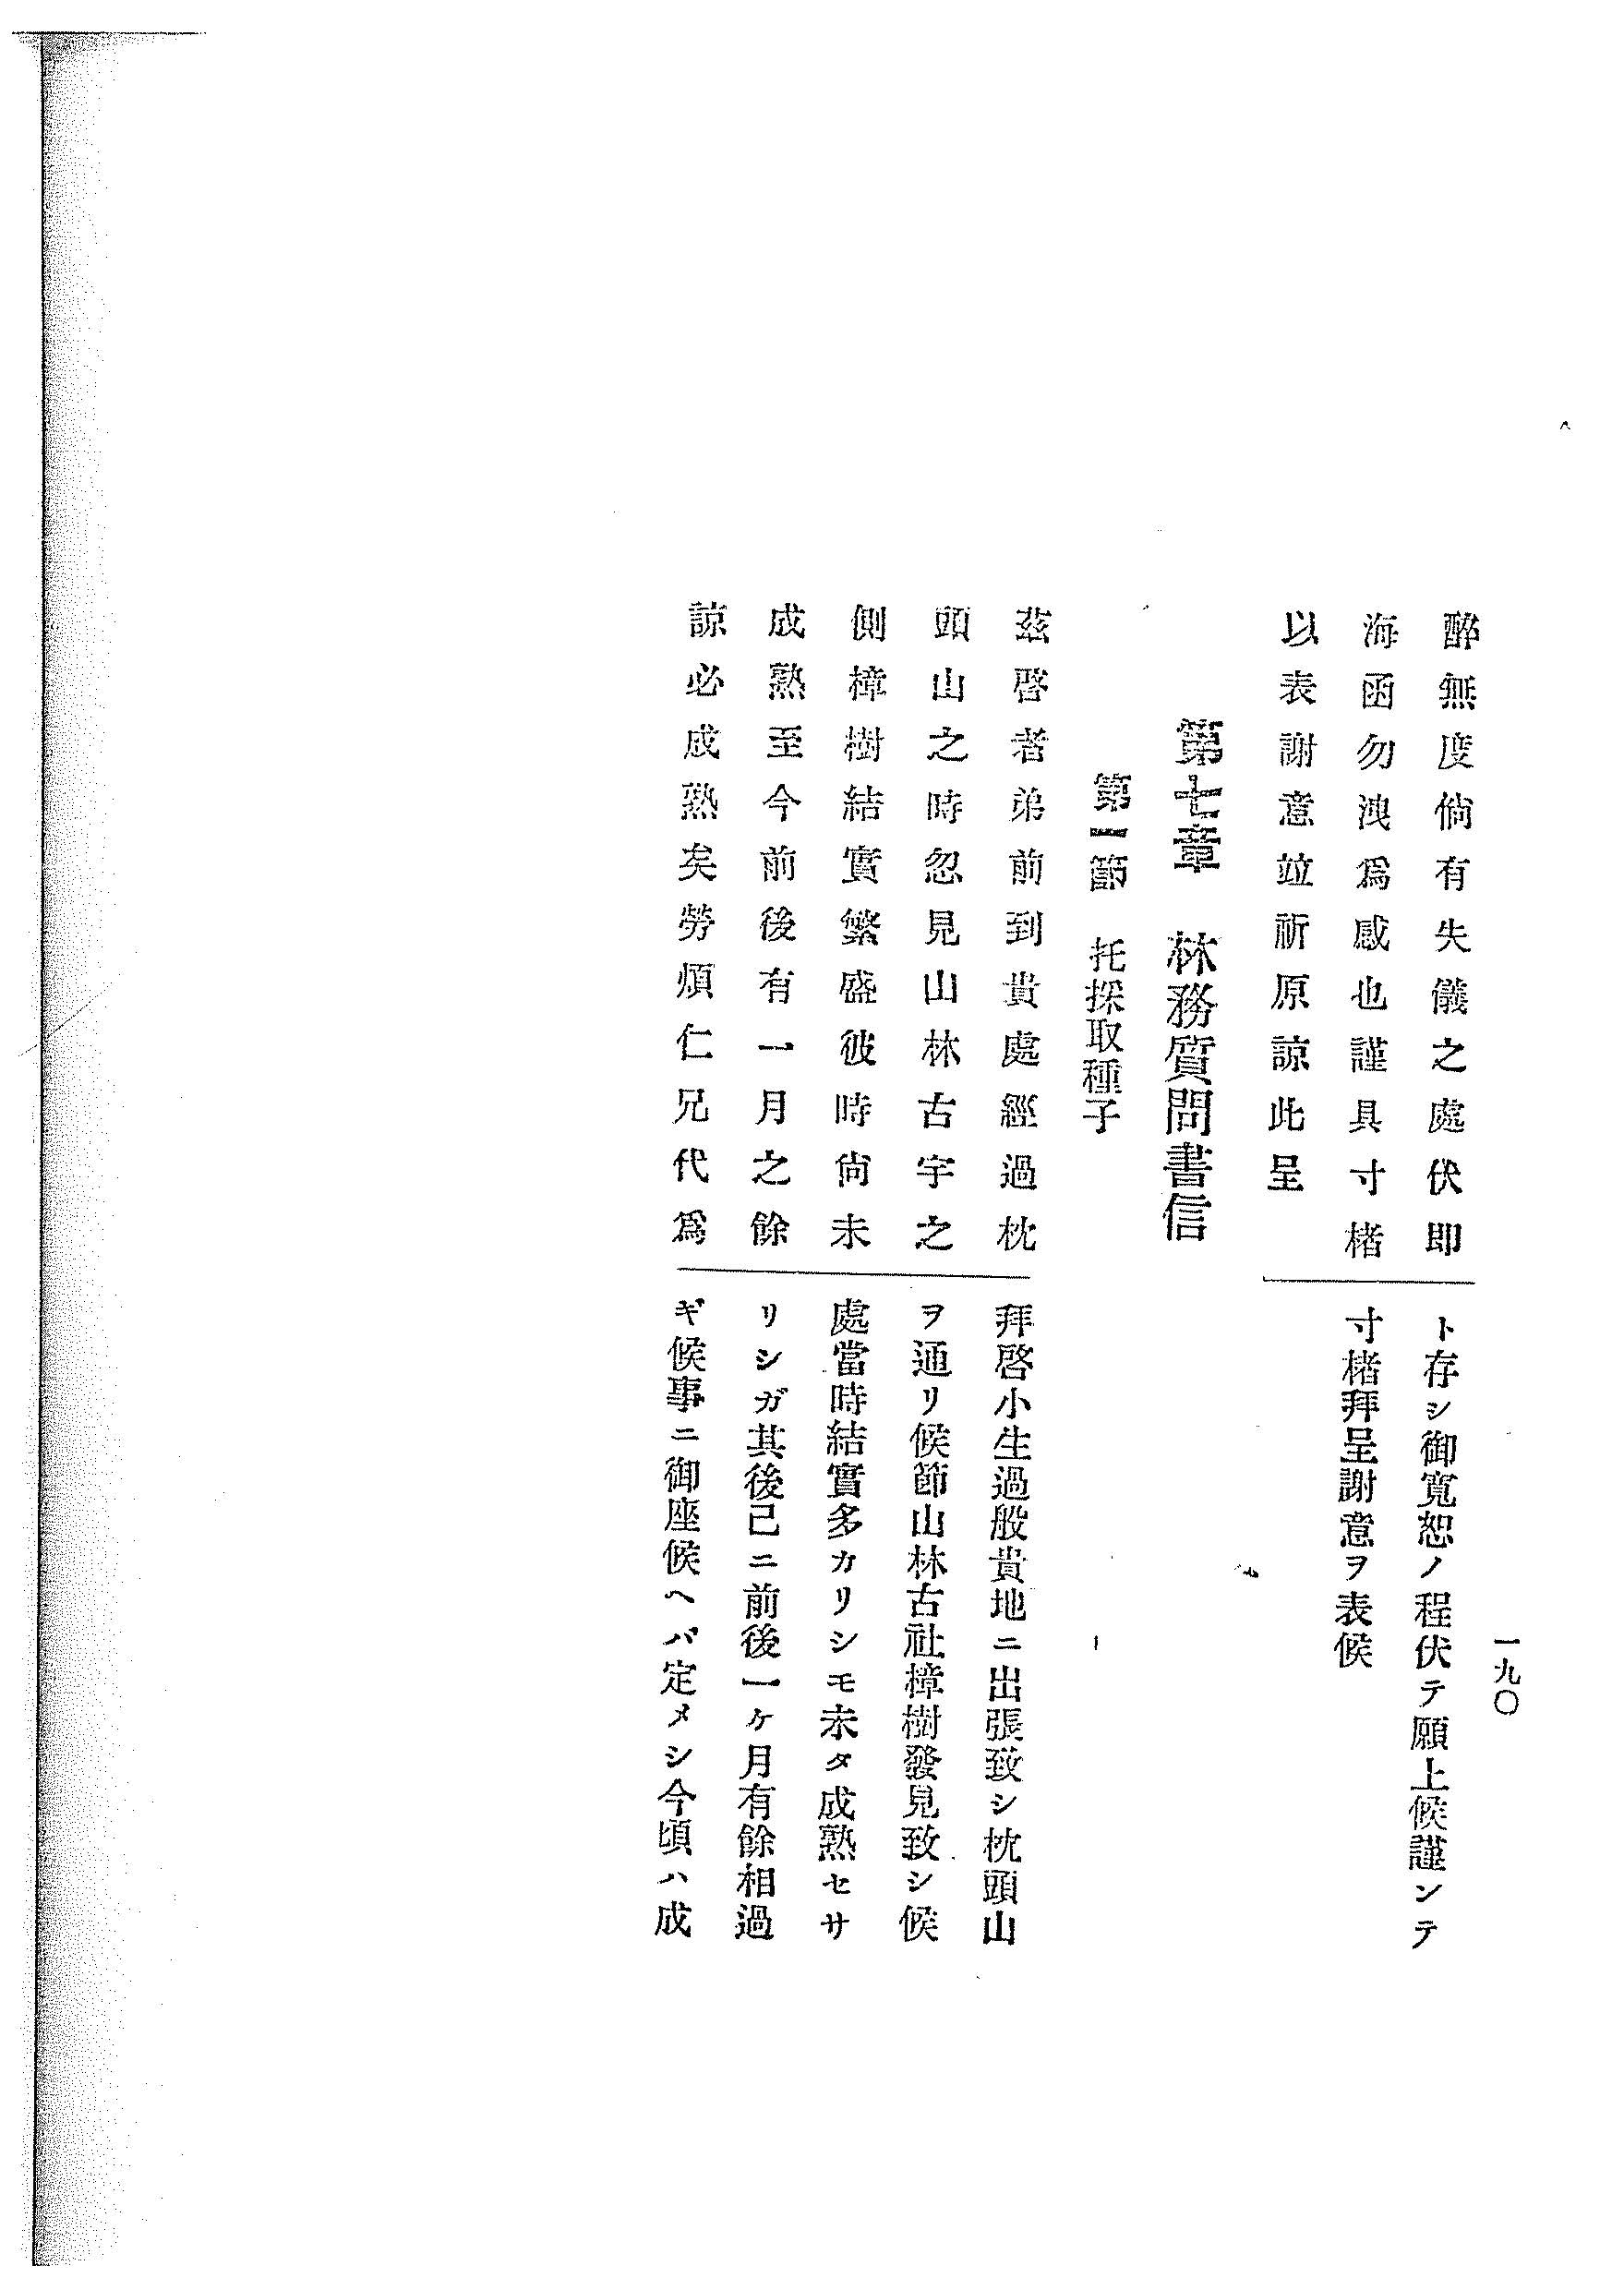 一九〇
醉無度倘有失儀之處伏即
海函勿洩爲感也謹具寸楮
以表謝意竝祈原諒此呈
ト存シ御寬恕ノ程伏テ願上候謹ンテ
寸楮拜呈謝意ヲ表候
第七章　林務質問書信
第一節　托採取種子
茲啓者弟前到貴處經過枕
頭山之時忽見山林古宇之
側樟樹結實繁盛彼時尙未
成熟至今前後有一月之餘
諒必成熟矣勞煩仁兄代爲
拜啓小生過般貴地ニ出張致シ枕頭山
ヲ通リ候節山林古社樟樹發見致シ候
處當時結實多カリシモ未タ成熟セサ
リシガ其後己ニ前後一ケ月有餘相過
ギ候事ニ御座候ヘバ定メシ今頃ハ成